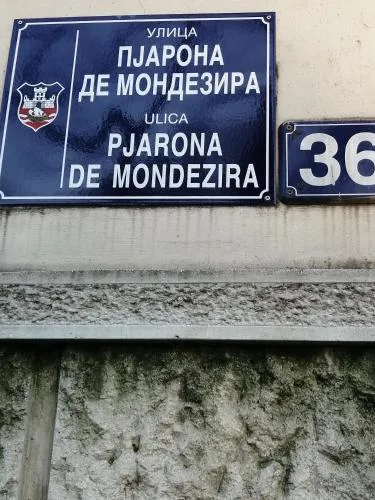 УЛИЦА
ПЈАРОНА
ДЕ МОНДЕЗИРА
ULICA
PJARONA
DE MONDEZIRA
36